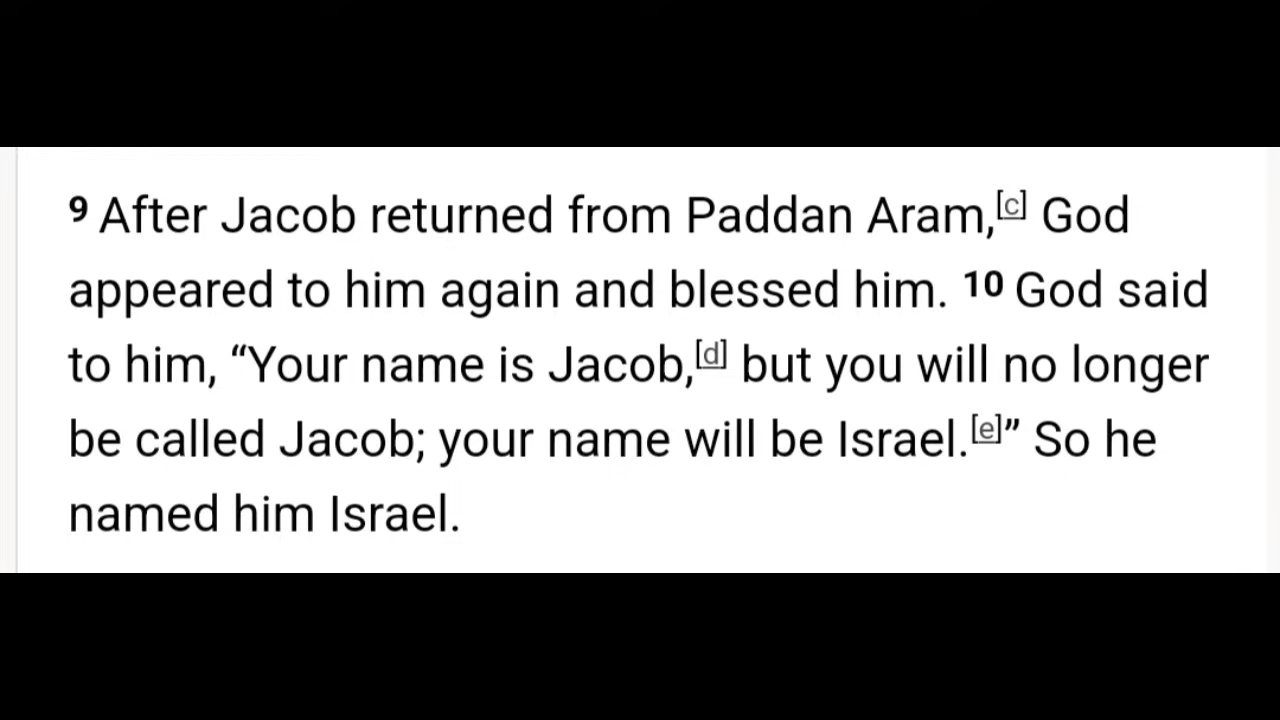 9 After Jacob returned from Paddan Aram,[c] God
appeared to him again and blessed him. 10 God said
to him, “Your name is Jacob,[d] but you will no longer
be called Jacob; your name will be Israel.[e]” So he
named him Israel.